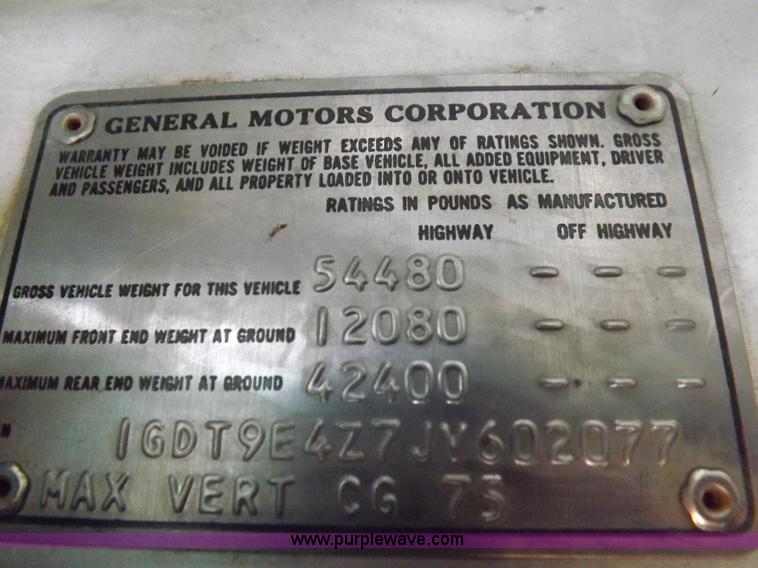 GENERAL MOTORS CORPORATION
WARRANTY MAY BE VOIDED IF WEIGHT EXCEEDS ANY OF RATINGS SHOWN. GROSS
VEHICLE WEIGHT INCLUDES WEIGHT OF BASE VEHICLE, ALL ADDED EQUIPMENT, DRIVER
AND PASSENGERS, AND ALL PROPERTY LOADED INTO OR ONTO VEHICLE.
RATINGS IN POUNDS AS MANUFACTURED
HIGHWAY OFF HIGHWAY
GROSS VEHICLE WEIGHT FOR THIS VEHICLE 54480 - - -
MAXIMUM FRONT END WEIGHT AT GROUND 12080 - - -
MAXIMUM REAR END WEIGHT AT GROUND 42400 - - -
N 1GDT9E4Z7JV602077
MAX VERT CG 75
www.purplewave.com